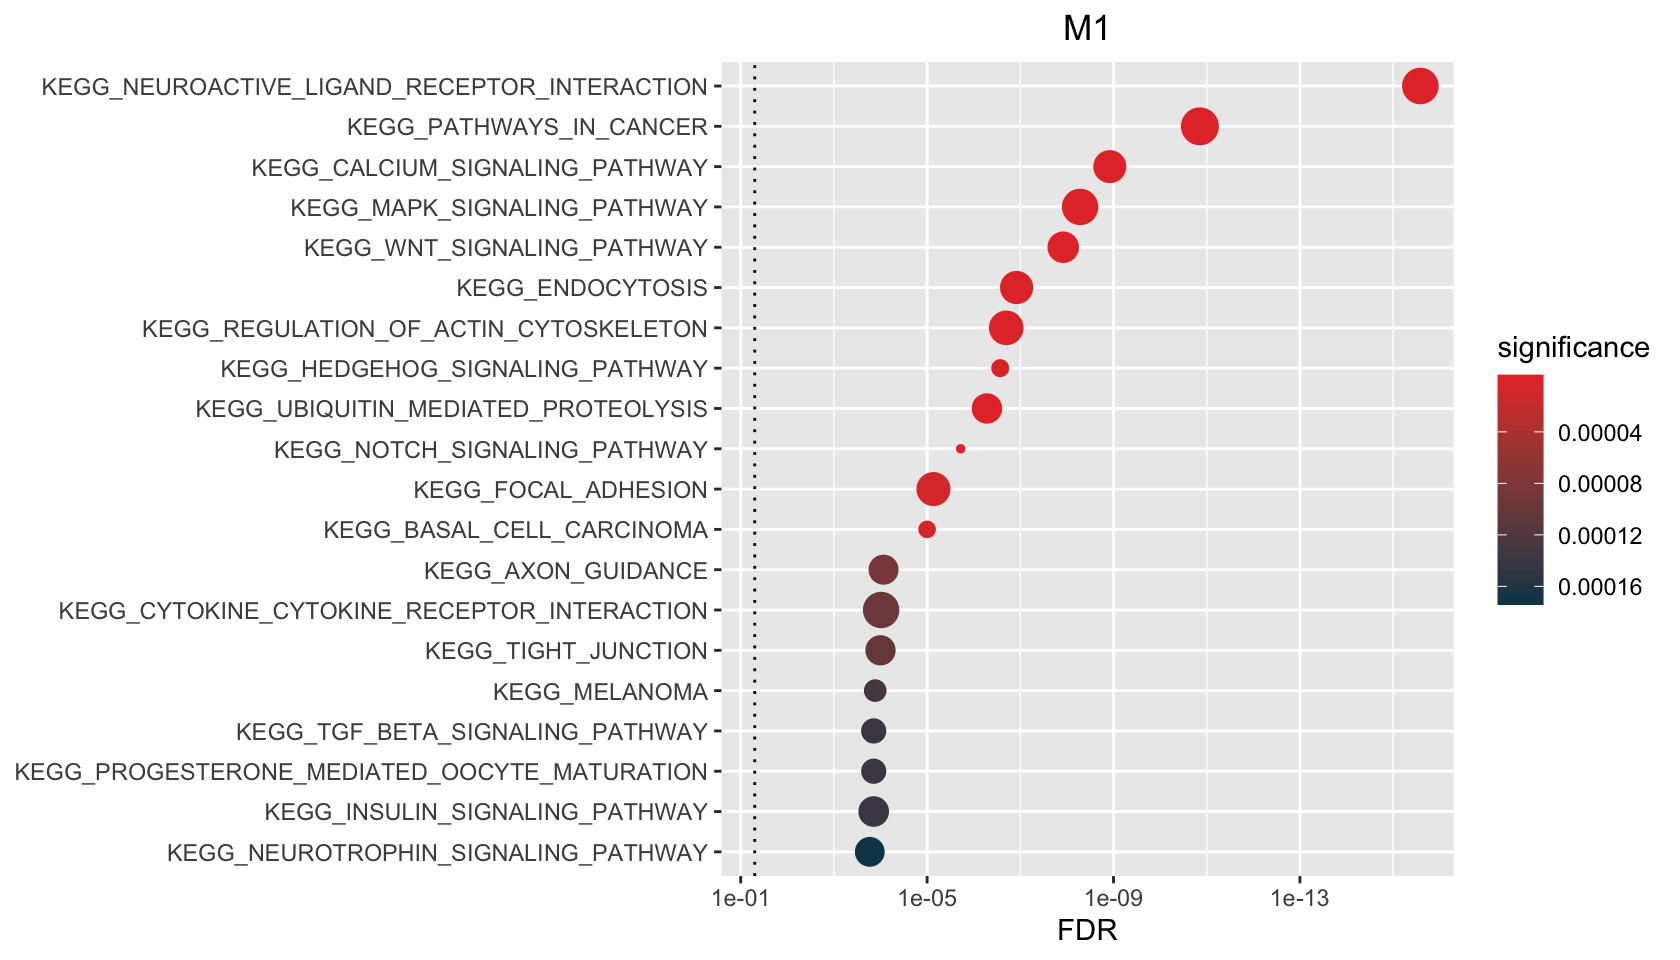 M1
KEGG_NEUROACTIVE_LIGAND_RECEPTOR_INTERACTION
KEGG_PATHWAYS_IN_CANCER
KEGG_CALCIUM_SIGNALING_PATHWAY
KEGG_MAPK_SIGNALING_PATHWAY
KEGG_WNT_SIGNALING_PATHWAY
KEGG_ENDOCYTOSIS
KEGG_REGULATION_OF_ACTIN_CYTOSKELETON
KEGG_HEDGEHOG_SIGNALING_PATHWAY
KEGG_UBIQUITIN_MEDIATED_PROTEOLYSIS
KEGG_NOTCH_SIGNALING_PATHWAY
KEGG_FOCAL_ADHESION
KEGG_BASAL_CELL_CARCINOMA
KEGG_AXON_GUIDANCE
KEGG_CYTOKINE_CYTOKINE_RECEPTOR_INTERACTION
KEGG_TIGHT_JUNCTION
KEGG_MELANOMA
KEGG_TGF_BETA_SIGNALING_PATHWAY
KEGG_PROGESTERONE_MEDIATED_OOCYTE_MATURATION
KEGG_INSULIN_SIGNALING_PATHWAY
KEGG_NEUROTROPHIN_SIGNALING_PATHWAY
1e-01 1e-05 1e-09 1e-13
FDR
significance
0.00004
0.00008
0.00012
0.00016